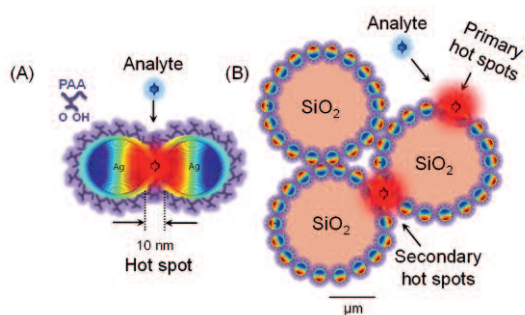 (A)
PAA
O OH
Analyte
Ag
Ag
10 nm
Hot spot
(B)
Analyte
Primary
hot spots
SiO₂
SiO₂
SiO₂
Secondary
hot spots
µm